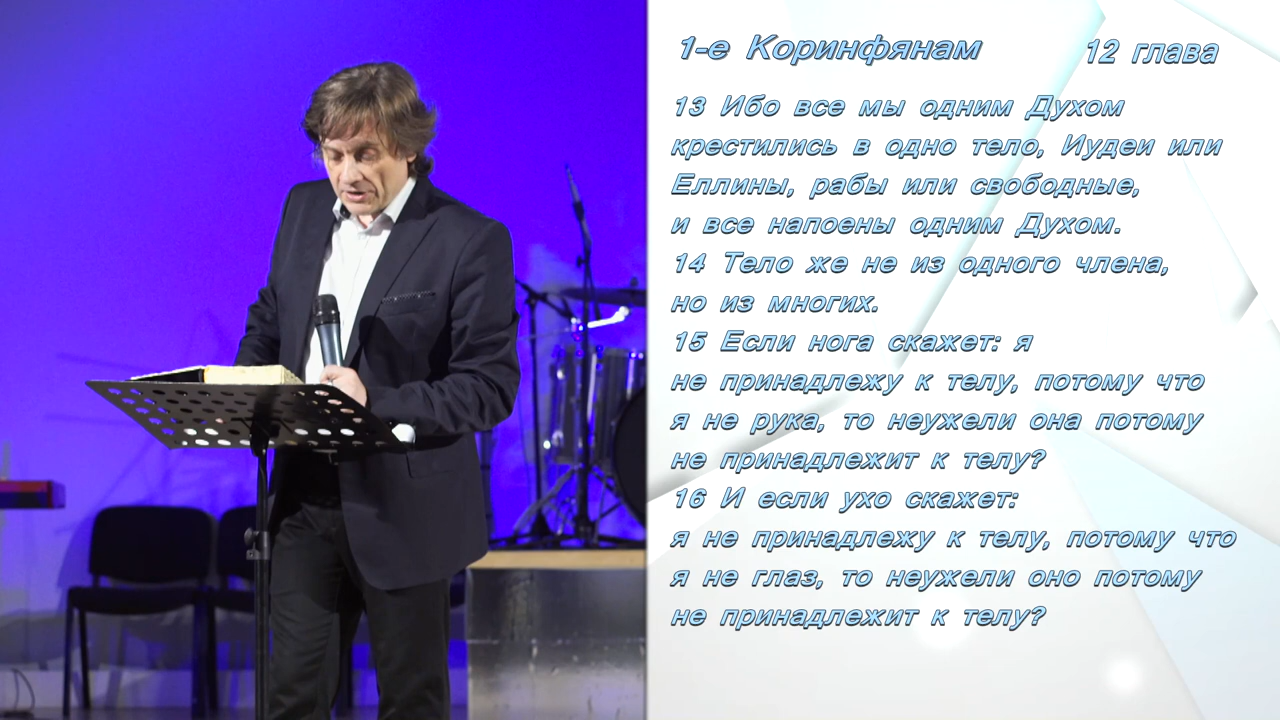 1-е Коринфянам 12 глава
13 Ибо все мы одним Духом
крестились в одно тело, Иудеи или
Еллины, рабы или свободные,
и все напоены одним Духом.
14 Тело же не из одного члена,
но из многих.
15 Если нога скажет: я
не принадлежу к телу, потому что
я не рука, то неужели она потому
не принадлежит к телу?
16 И если ухо скажет:
я не принадлежу к телу, потому что
я не глаз, то неужели оно потому
не принадлежит к телу?